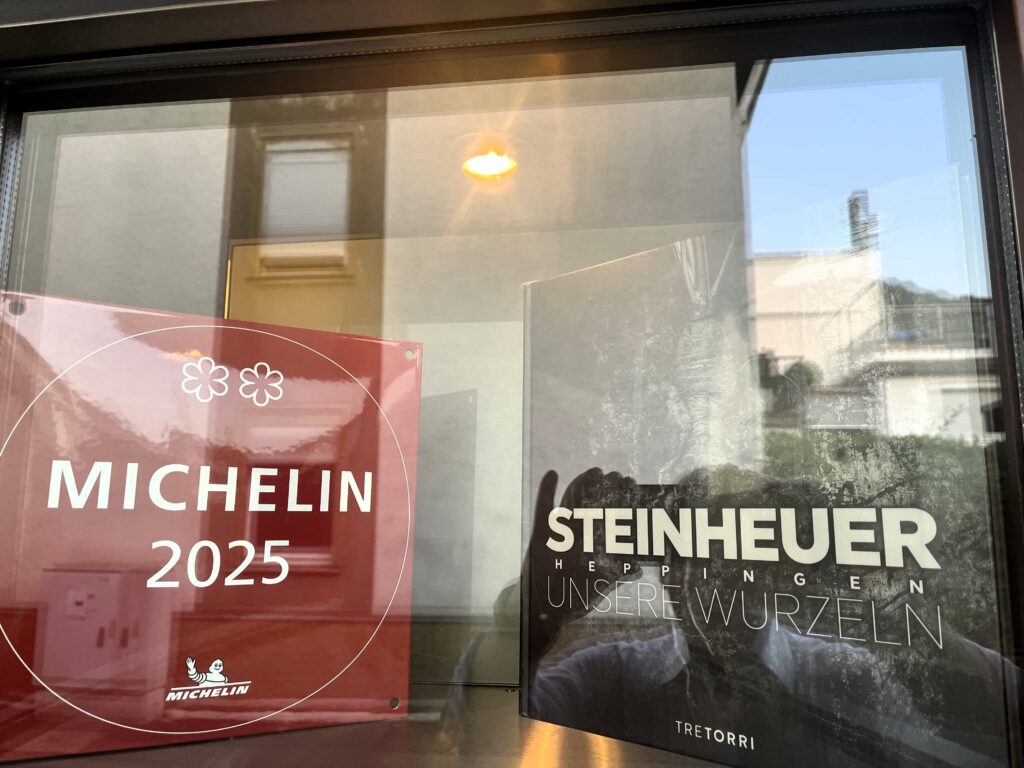 MICHELIN
2025
MICHELIN
STEINHEUER
HEPPINGEN
UNSERE WURZELN
TRETORRI